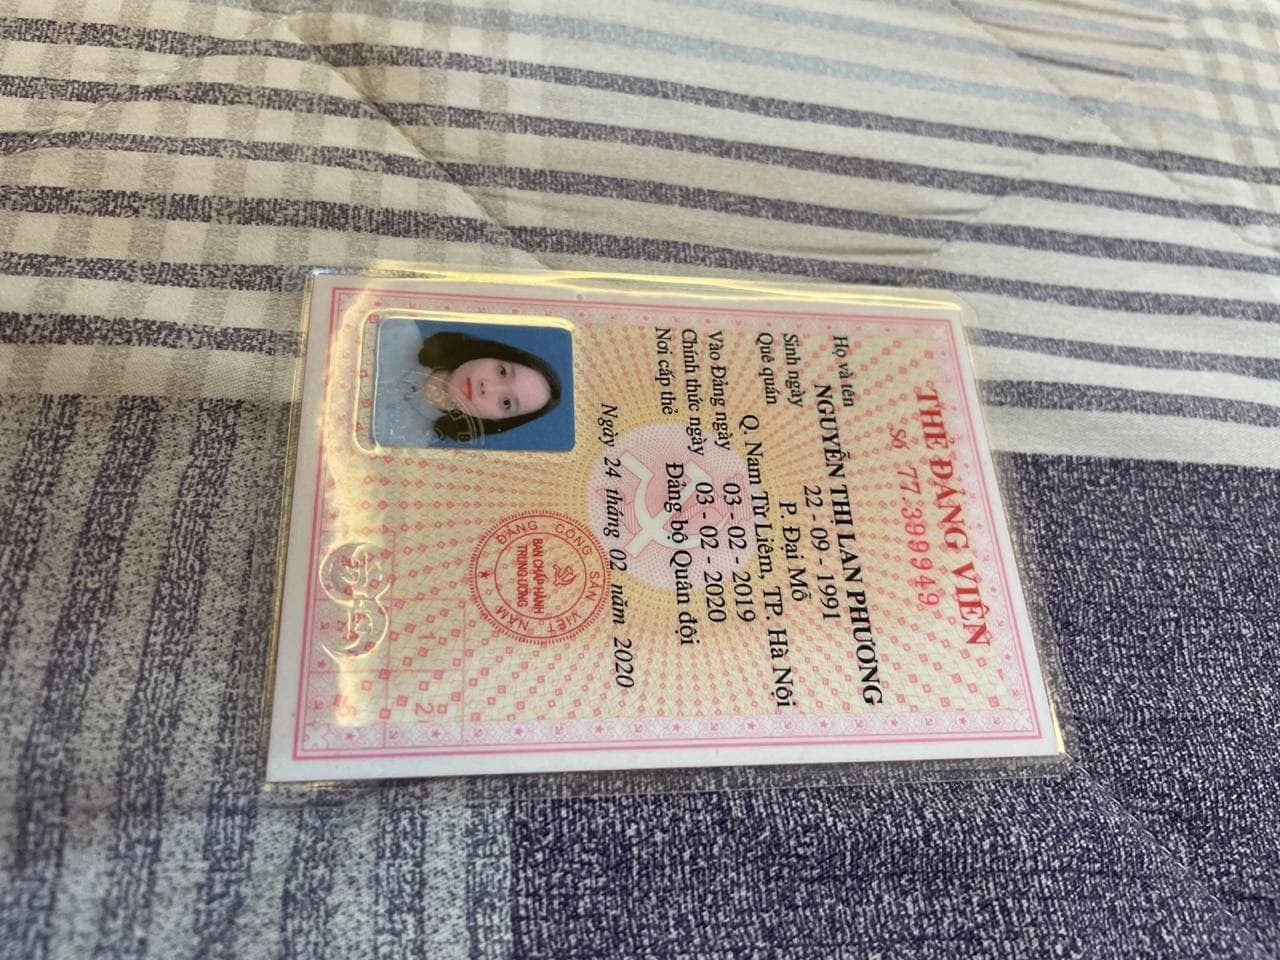 THẺ ĐẢNG VIÊN
Số 77.399949
Họ và tên NGUYỄN THỊ LAN PHƯƠNG
Sinh ngày 22 - 09 - 1991
Quê quán P. Đại Mỗ
Q. Nam Từ Liêm, TP. Hà Nội
Vào Đảng ngày 03 - 02 - 2019
Chính thức ngày 03 - 02 - 2020
Nơi cấp thẻ Đảng bộ Quân đội
Ngày 24 tháng 02 năm 2020
ĐẢNG CỘNG SẢN VIỆT NAM
BAN CHẤP HÀNH
TRUNG ƯƠNG